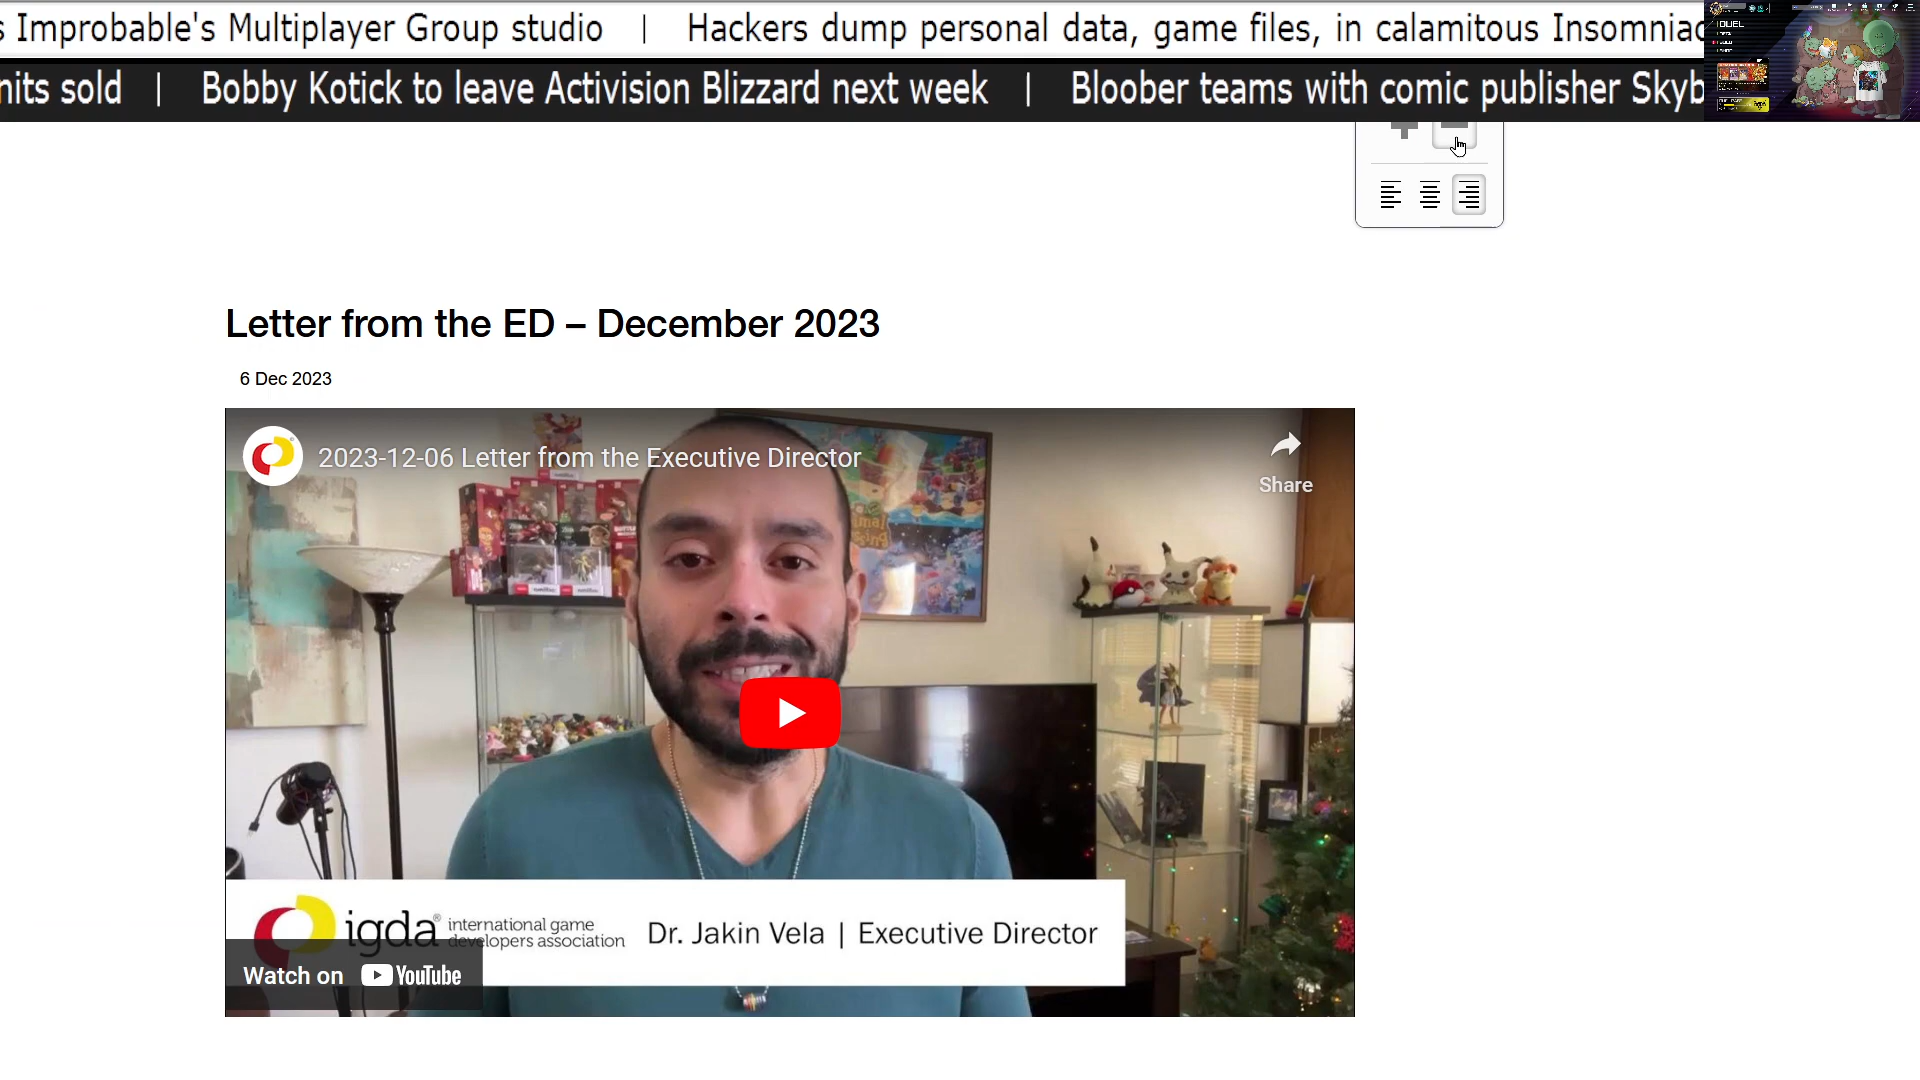 Improbable's Multiplayer Group studio | Hackers dump personal data, game files, in calamitous Insomniac
sold | Bobby Kotick to leave Activision Blizzard next week | Bloober teams with comic publisher
DUEL
Letter from the ED – December 2023
6 Dec 2023
2023-12-06 Letter from the Executive Director
Share
igda® international game developers association
Dr. Jakin Vela | Executive Director
Watch on YouTube